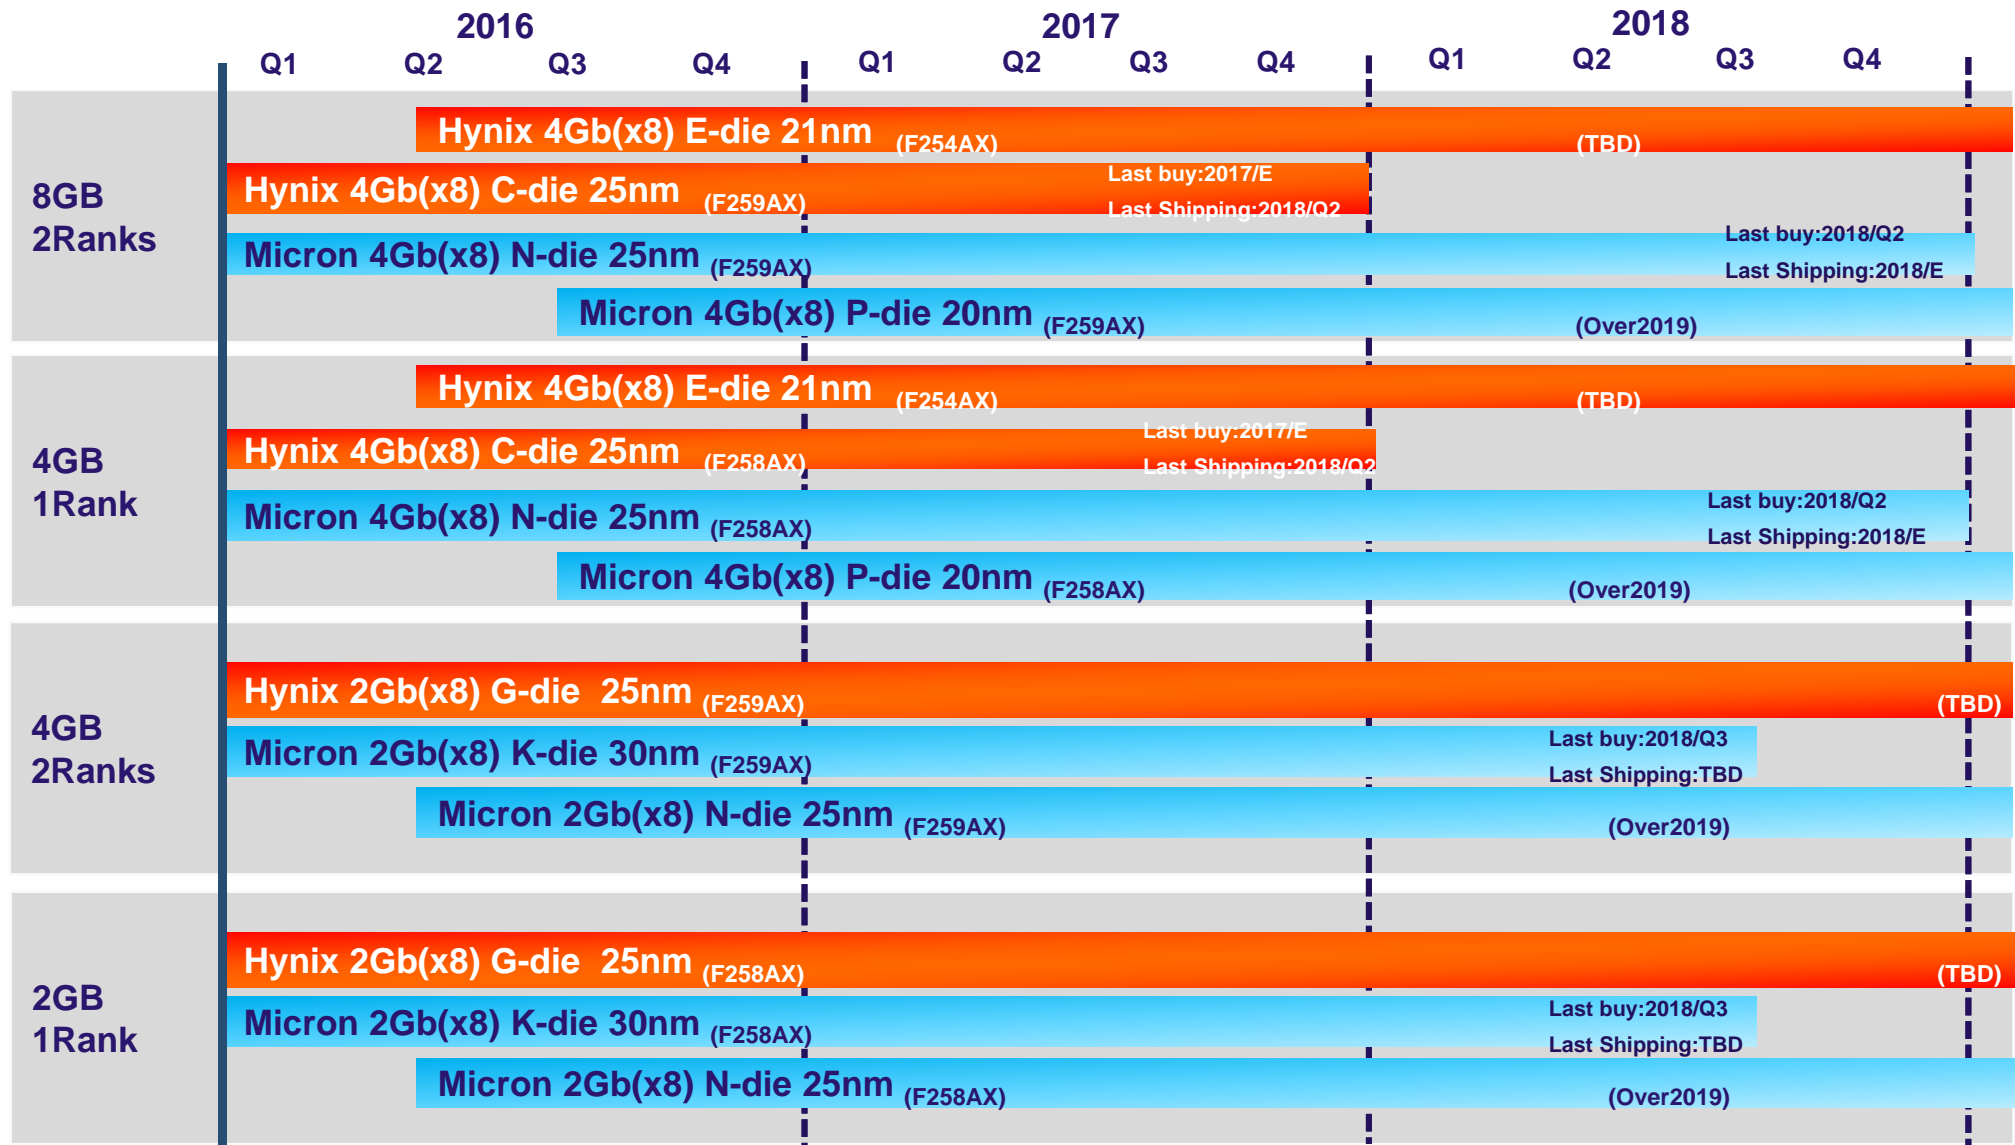 2016 2017 2018
Q1 Q2 Q3 Q4 Q1 Q2 Q3 Q4 Q1 Q2 Q3 Q4
8GB
2Ranks
Hynix 4Gb(x8) E-die 21nm (F254AX) (TBD)
Hynix 4Gb(x8) C-die 25nm (F259AX)
Last buy:2017/E
Last Shipping:2018/Q2
Micron 4Gb(x8) N-die 25nm (F259AX)
Last buy:2018/Q2
Last Shipping:2018/E
Micron 4Gb(x8) P-die 20nm (F259AX) (Over2019)
4GB
1Rank
Hynix 4Gb(x8) E-die 21nm (F254AX) (TBD)
Hynix 4Gb(x8) C-die 25nm (F258AX)
Last buy:2017/E
Last Shipping:2018/Q2
Micron 4Gb(x8) N-die 25nm (F258AX)
Last buy:2018/Q2
Last Shipping:2018/E
Micron 4Gb(x8) P-die 20nm (F258AX) (Over2019)
4GB
2Ranks
Hynix 2Gb(x8) G-die 25nm (F259AX) (TBD)
Micron 2Gb(x8) K-die 30nm (F259AX)
Last buy:2018/Q3
Last Shipping:TBD
Micron 2Gb(x8) N-die 25nm (F259AX) (Over2019)
2GB
1Rank
Hynix 2Gb(x8) G-die 25nm (F258AX) (TBD)
Micron 2Gb(x8) K-die 30nm (F258AX)
Last buy:2018/Q3
Last Shipping:TBD
Micron 2Gb(x8) N-die 25nm (F258AX) (Over2019)